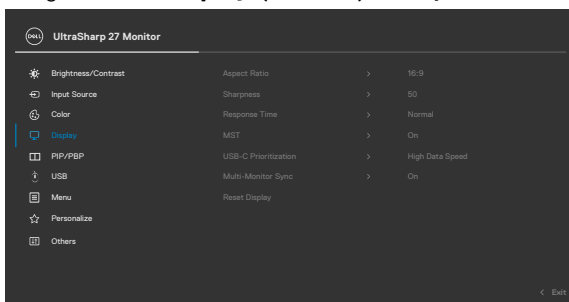 DELL UltraSharp 27 Monitor
Brightness/Contrast Aspect Ratio > 16:9
Input Source Sharpness > 50
Color Response Time > Normal
Display MST > On
PIP/PBP USB-C Prioritization > High Data Speed
USB Multi-Monitor Sync > On
Menu Reset Display
Personalize
Others
< Exit